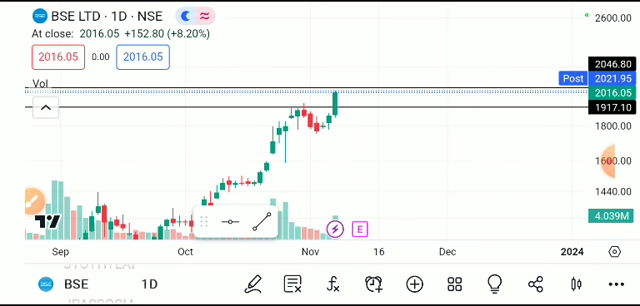 BSE LTD · 1D · NSE
At close: 2016.05 +152.80 (+8.20%)
2016.05 0.00 2016.05
Vol
2600.00
2046.80
Post 2021.95
2016.05
1917.10
1800.00
1600.00
1440.00
4.039M
E
Sep Oct Nov 16 Dec 2024
BSE 1D